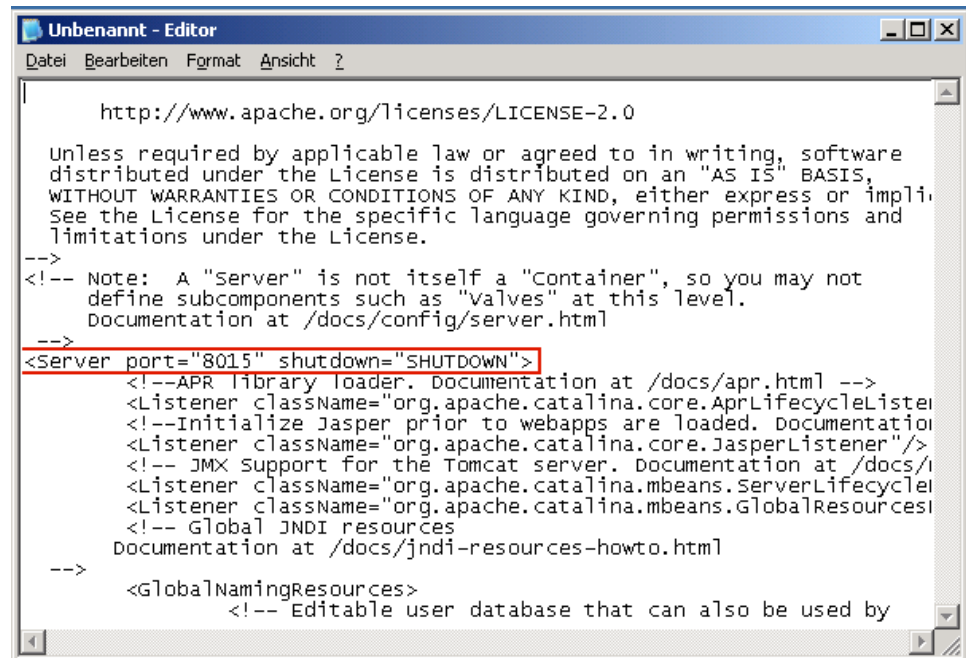 Unbenannt - Editor
Datei Bearbeiten Format Ansicht ?
http://www.apache.org/licenses/LICENSE-2.0
Unless required by applicable law or agreed to in writing, software
distributed under the License is distributed on an "AS IS" BASIS,
WITHOUT WARRANTIES OR CONDITIONS OF ANY KIND, either express or impli
See the License for the specific language governing permissions and
limitations under the License.
-->
<!-- Note:  A "Server" is not itself a "Container", so you may not
define subcomponents such as "Valves" at this level.
Documentation at /docs/config/server.html
-->
<Server port="8015" shutdown="SHUTDOWN">
<!--APR library loader. Documentation at /docs/apr.html -->
<Listener className="org.apache.catalina.core.AprLifecycleListe
<!--Initialize Jasper prior to webapps are loaded. Documentatio
<Listener className="org.apache.catalina.core.JasperListener"/>
<!-- JMX Support for the Tomcat server. Documentation at /docs/
<Listener className="org.apache.catalina.mbeans.ServerLifecycle
<Listener className="org.apache.catalina.mbeans.GlobalResources
<!-- Global JNDI resources
Documentation at /docs/jndi-resources-howto.html
-->
<GlobalNamingResources>
<!-- Editable user database that can also be used by